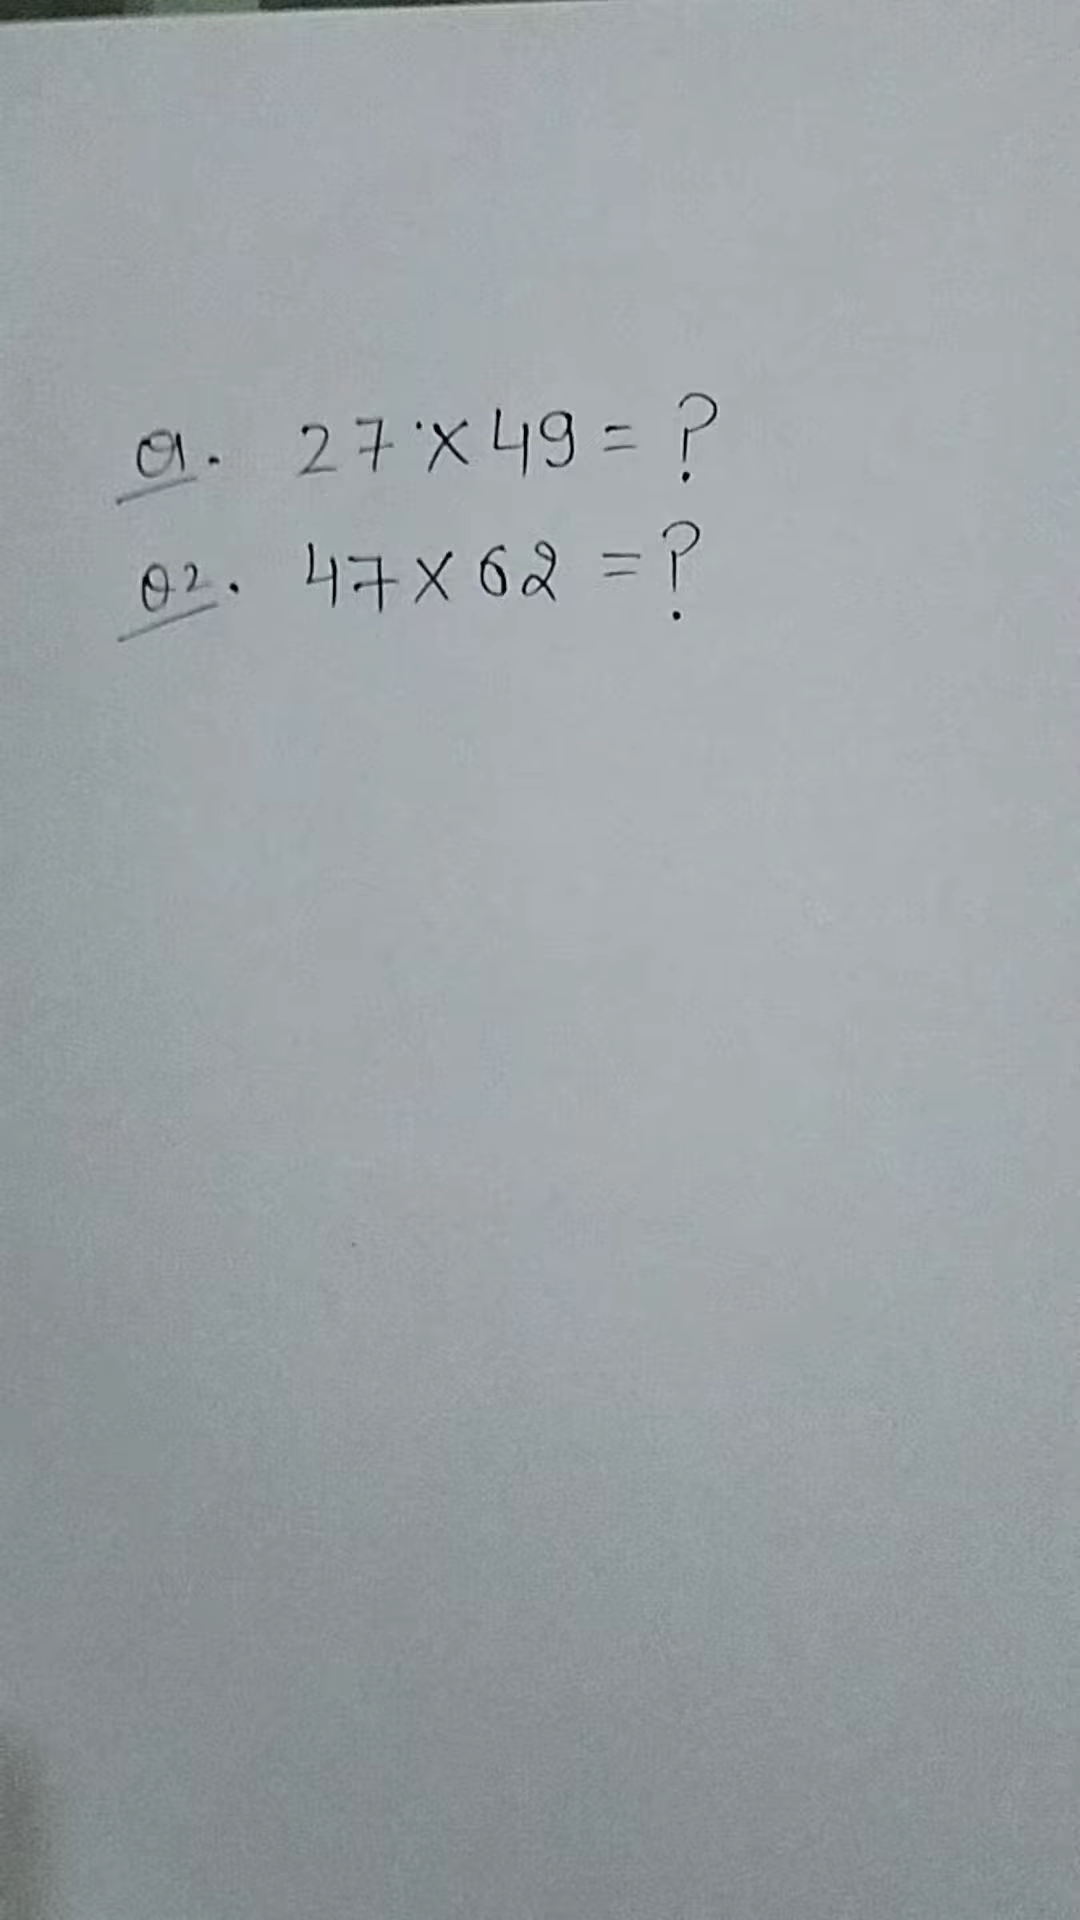 Q1. 27 × 49 = ?
Q2. 47 × 62 = ?